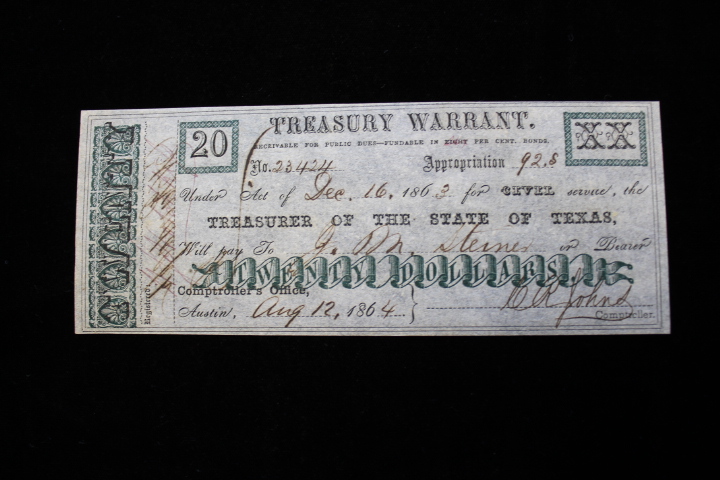 20
TREASURY WARRANT.
XX
RECEIVABLE FOR PUBLIC DUES—FUNDABLE IN EIGHT PER CENT. BONDS.
No. 23424 Appropriation 92.8
Under Act of Dec. 16, 1863 for CIVIL service, the
TREASURER OF THE STATE OF TEXAS,
Will pay To J. M. Steiner or Bearer
TWENTY DOLLARS.
Comptroller's Office,
Austin, Aug 12, 1864
Johns
Comptroller.
Registered: